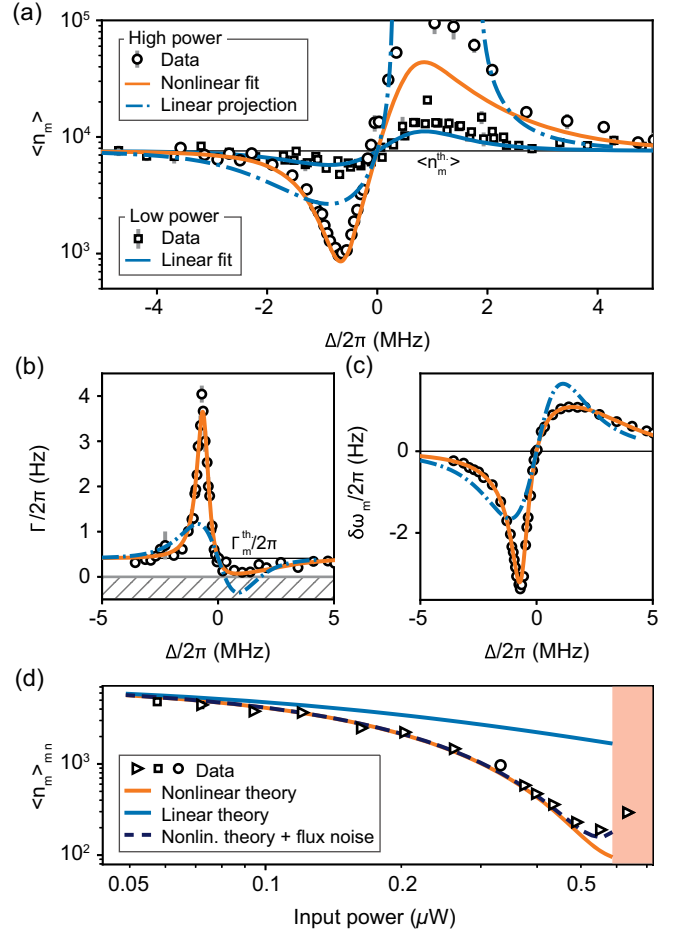 (a)
10⁵
10⁴
10³
<n_m>
High power
Data
Nonlinear fit
Linear projection
<n_m^th.>
Low power
Data
Linear fit
-4 -2 0 2 4
Δ/2π (MHz)
(b)
4
3
2
1
0
Γ/2π (Hz)
Γ_m^th/2π
-5 0 5
Δ/2π (MHz)
(c)
0
-2
δω_m/2π (Hz)
-5 0 5
Δ/2π (MHz)
(d)
10³
10²
<n_m>_m n
Data
Nonlinear theory
Linear theory
Nonlin. theory + flux noise
0.05 0.1 0.2 0.5
Input power (μW)